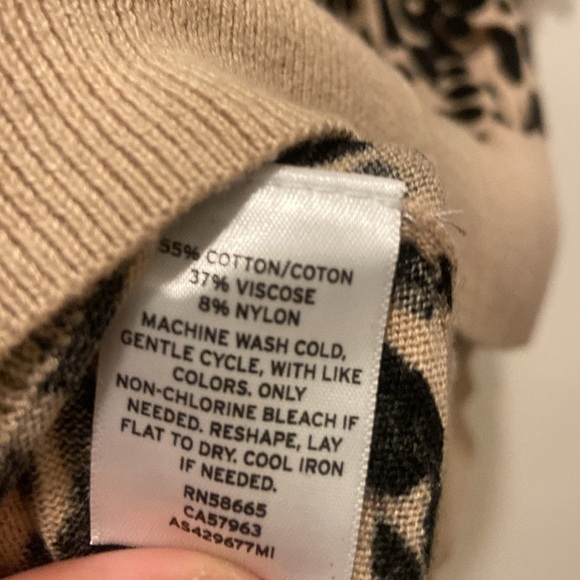 55% COTTON/COTON
37% VISCOSE
8% NYLON
MACHINE WASH COLD,
GENTLE CYCLE, WITH LIKE
COLORS. ONLY
NON-CHLORINE BLEACH IF
NEEDED. RESHAPE, LAY
FLAT TO DRY. COOL IRON
IF NEEDED.
RN58665
CA57963
AS429677MI